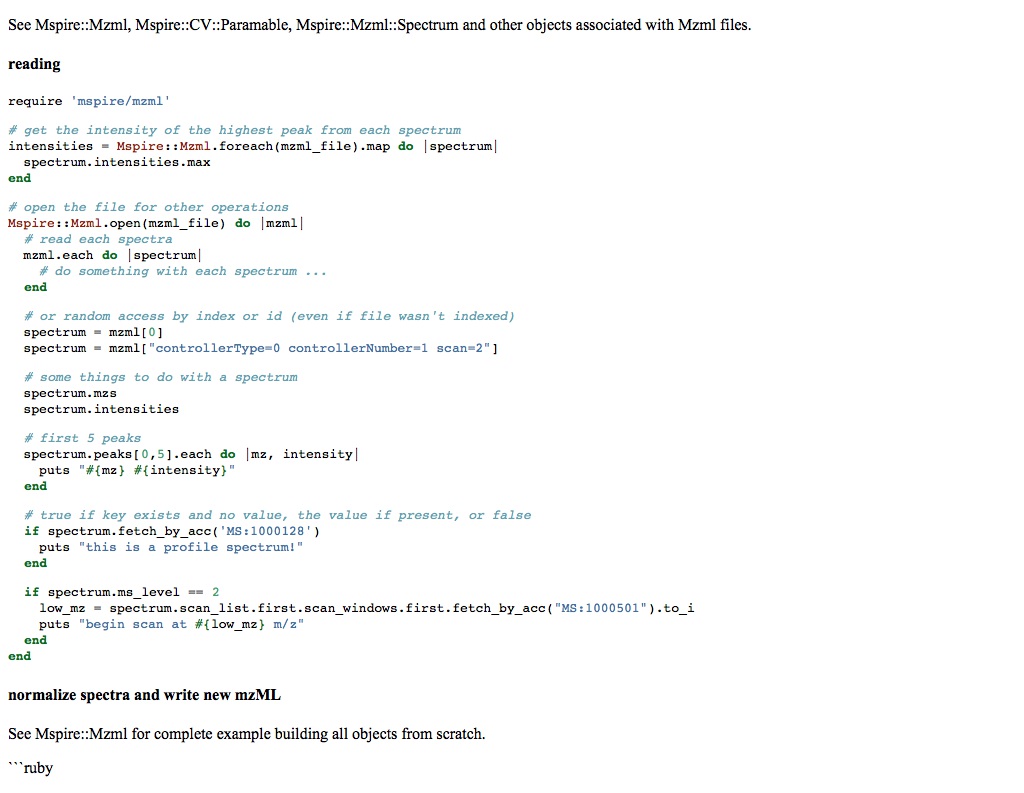 See Mspire::Mzml, Mspire::CV::Paramable, Mspire::Mzml::Spectrum and other objects associated with Mzml files.
reading
require 'mspire/mzml'
# get the intensity of the highest peak from each spectrum
intensities = Mspire::Mzml.foreach(mzml_file).map do |spectrum|
  spectrum.intensities.max
end
# open the file for other operations
Mspire::Mzml.open(mzml_file) do |mzml|
  # read each spectra
  mzml.each do |spectrum|
    # do something with each spectrum ...
  end
  # or random access by index or id (even if file wasn't indexed)
  spectrum = mzml[0]
  spectrum = mzml["controllerType=0 controllerNumber=1 scan=2"]
  # some things to do with a spectrum
  spectrum.mzs
  spectrum.intensities
  # first 5 peaks
  spectrum.peaks[0,5].each do |mz, intensity|
    puts "#{mz} #{intensity}"
  end
  # true if key exists and no value, the value if present, or false
  if spectrum.fetch_by_acc('MS:1000128')
    puts "this is a profile spectrum!"
  end
  if spectrum.ms_level == 2
    low_mz = spectrum.scan_list.first.scan_windows.first.fetch_by_acc("MS:1000501").to_i
    puts "begin scan at #{low_mz} m/z"
  end
end
normalize spectra and write new mzML
See Mspire::Mzml for complete example building all objects from scratch.
```ruby